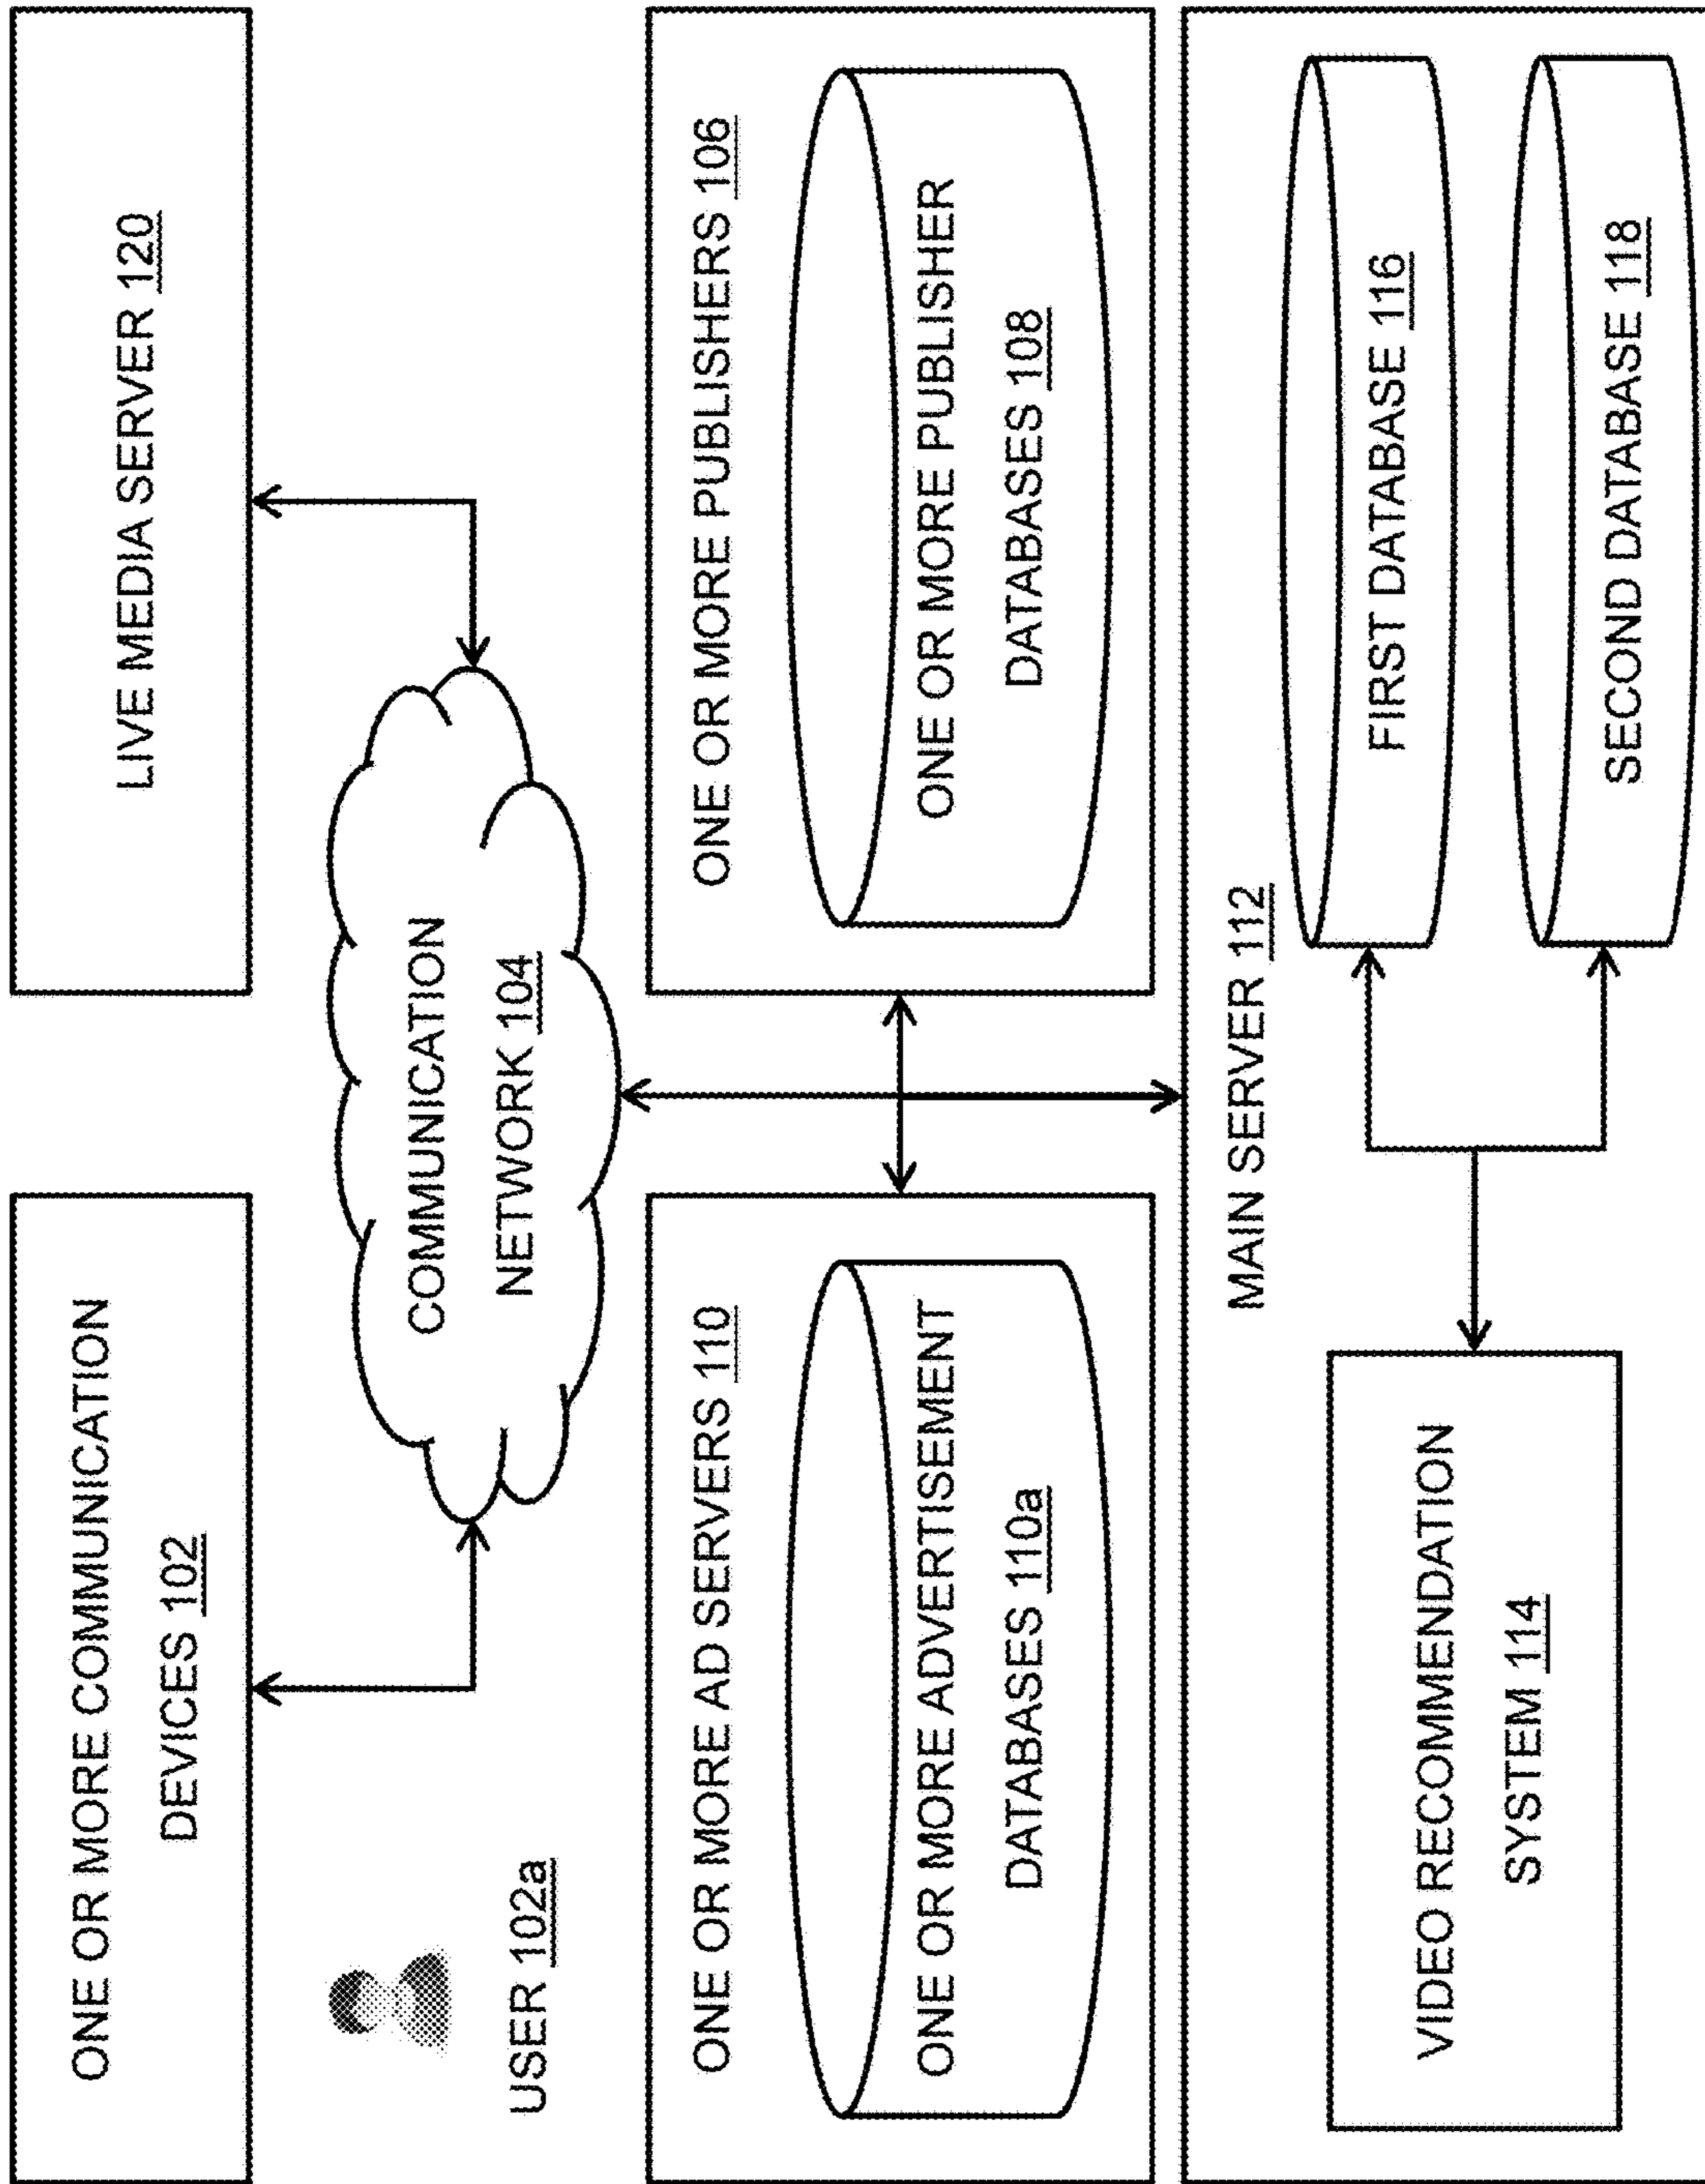 ONE OR MORE COMMUNICATION
DEVICES 102
LIVE MEDIA SERVER 120
USER 102a
COMMUNICATION
NETWORK 104
ONE OR MORE AD SERVERS 110
ONE OR MORE ADVERTISEMENT
DATABASES 110a
ONE OR MORE PUBLISHERS 106
ONE OR MORE PUBLISHER
DATABASES 108
MAIN SERVER 112
VIDEO RECOMMENDATION
SYSTEM 114
FIRST DATABASE 116
SECOND DATABASE 118